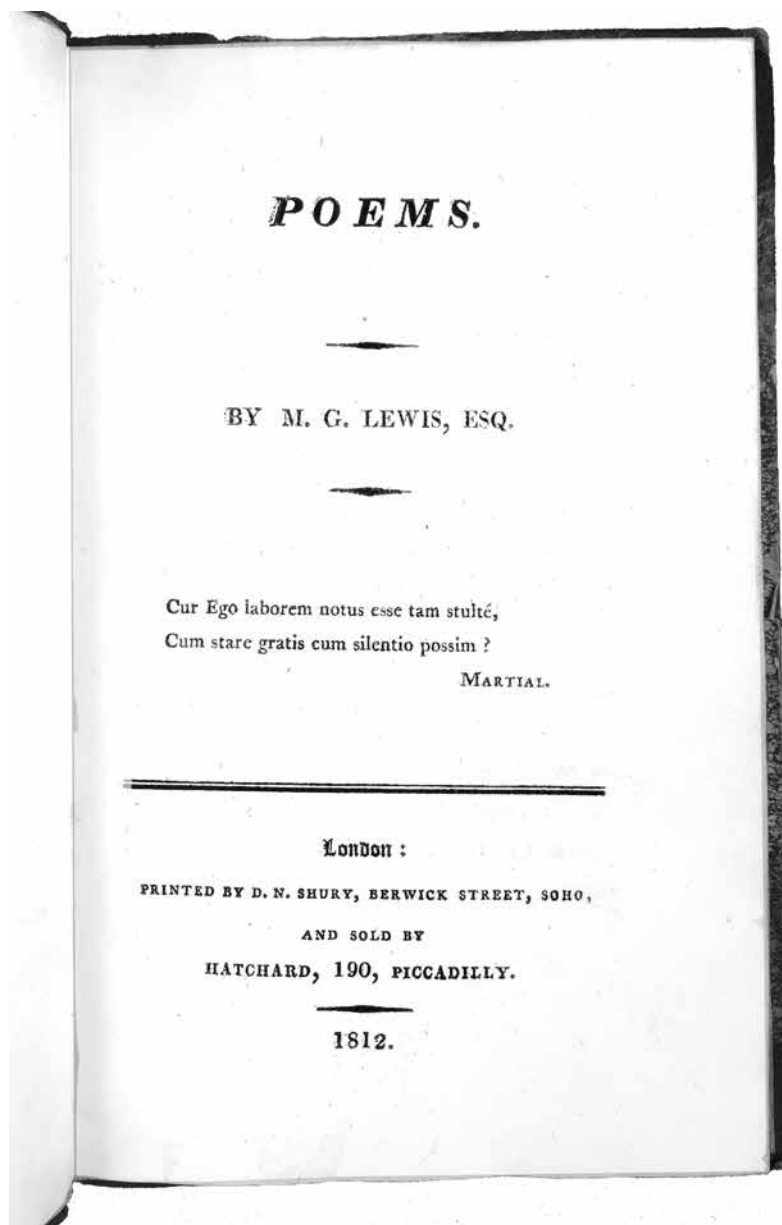 POEMS.
BY M. G. LEWIS, ESQ.
Cur Ego laborem notus esse tam stulté,
Cum stare gratis cum silentio possim ?
MARTIAL.
London :
PRINTED BY D. N. SHURY, BERWICK STREET, SOHO,
AND SOLD BY
HATCHARD, 190, PICCADILLY.
1812.